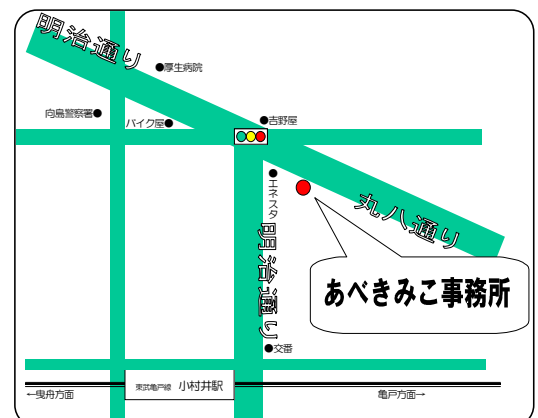 明治通り
●厚生病院
向島警察署●
バイク屋●
●吉野屋
●エネスタ
丸八通り
明治通り
あべきみこ事務所
●交番
東武亀戸線 小村井駅
←曳舟方面
亀戸方面→